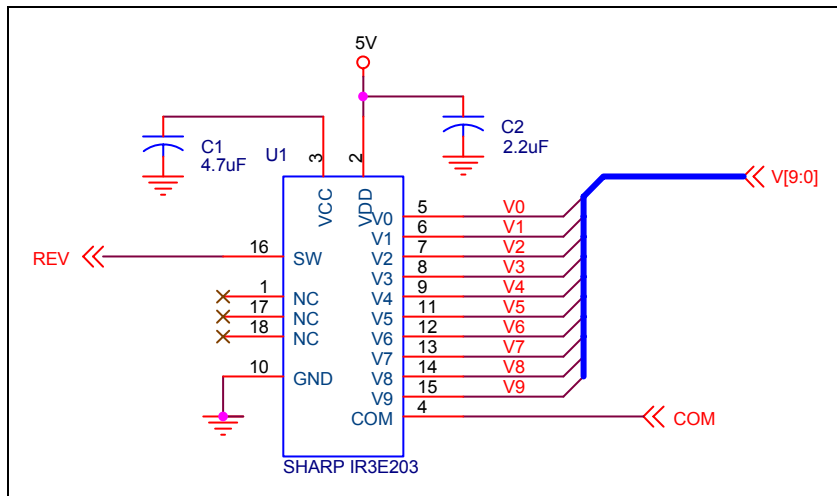 5V
C1
4.7uF
C2
2.2uF
U1
3
2
VCC
VDD
V[9:0]
REV
16
SW
1
NC
17
NC
18
NC
10
GND
V0
5
V0
V1
6
V1
V2
7
V2
V3
8
V3
V4
9
V4
V5
11
V5
V6
12
V6
V7
13
V7
V8
14
V8
V9
15
V9
COM
4
COM
SHARP IR3E203